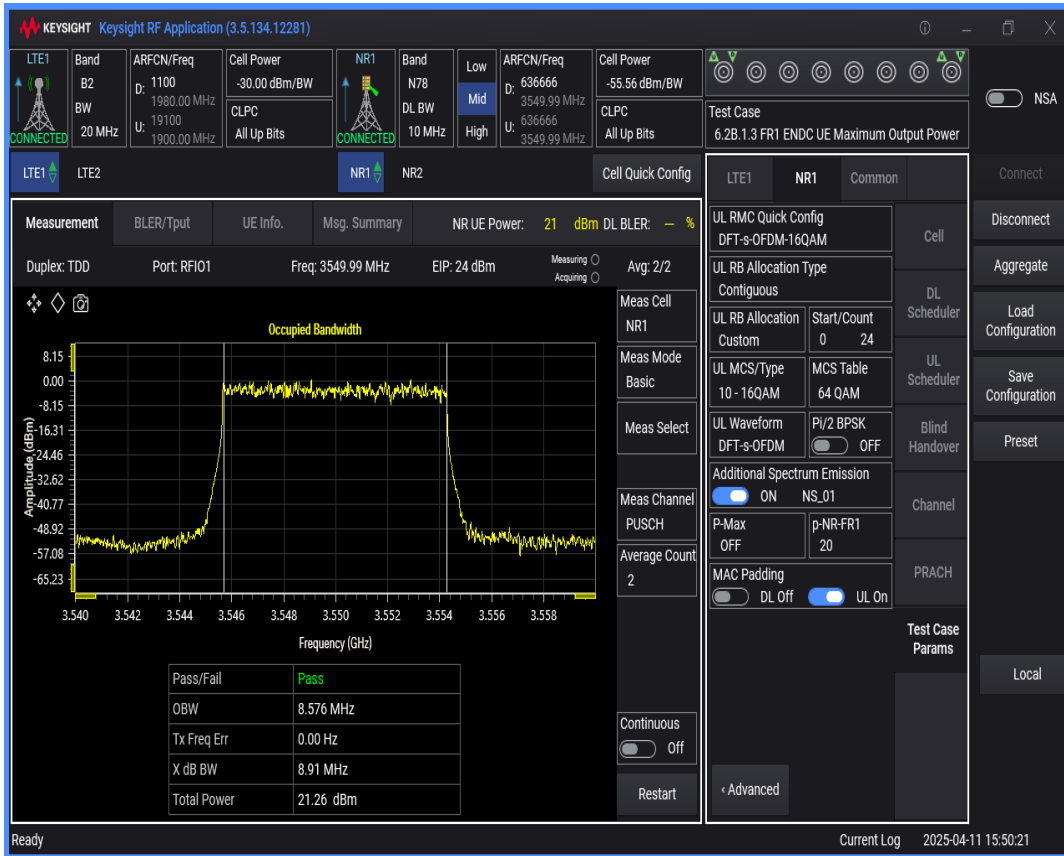 KEYSIGHT Keysight RF Application (3.5.134.12281)
LTE1
CONNECTED
Band
B2
BW
20 MHz
ARFCN/Freq
D: 1100
1980.00 MHz
U: 19100
1900.00 MHz
Cell Power
-30.00 dBm/BW
CLPC
All Up Bits
NR1
CONNECTED
Band
N78
DL BW
10 MHz
Low
Mid
High
ARFCN/Freq
D: 636666
3549.99 MHz
U: 636666
3549.99 MHz
Cell Power
-55.56 dBm/BW
CLPC
All Up Bits
Test Case
6.2B.1.3 FR1 ENDC UE Maximum Output Power
NSA
LTE1 LTE2
NR1 NR2
Cell Quick Config
Measurement BLER/Tput UE Info. Msg. Summary NR UE Power: 21 dBm DL BLER: — %
Duplex: TDD Port: RFIO1 Freq: 3549.99 MHz EIP: 24 dBm Measuring Acquiring Avg: 2/2
Occupied Bandwidth
Amplitude (dBm)
8.15
0.00
-8.15
-16.31
-24.46
-32.62
-40.77
-48.92
-57.08
-65.23
3.540 3.542 3.544 3.546 3.548 3.550 3.552 3.554 3.556 3.558
Frequency (GHz)
Pass/Fail Pass
OBW 8.576 MHz
Tx Freq Err 0.00 Hz
X dB BW 8.91 MHz
Total Power 21.26 dBm
Meas Cell
NR1
Meas Mode
Basic
Meas Select
Meas Channel
PUSCH
Average Count
2
Continuous
Off
Restart
LTE1 NR1 Common
UL RMC Quick Config
DFT-s-OFDM-16QAM
UL RB Allocation Type
Contiguous
UL RB Allocation
Custom
Start/Count
0 24
UL MCS/Type
10 - 16QAM
MCS Table
64 QAM
UL Waveform
DFT-s-OFDM
Pi/2 BPSK
OFF
Additional Spectrum Emission
ON NS_01
P-Max
OFF
p-NR-FR1
20
MAC Padding
DL Off UL On
‹ Advanced
Cell
DL
Scheduler
UL
Scheduler
Blind
Handover
Channel
PRACH
Test Case
Params
Connect
Disconnect
Aggregate
Load
Configuration
Save
Configuration
Preset
Local
Ready Current Log 2025-04-11 15:50:21